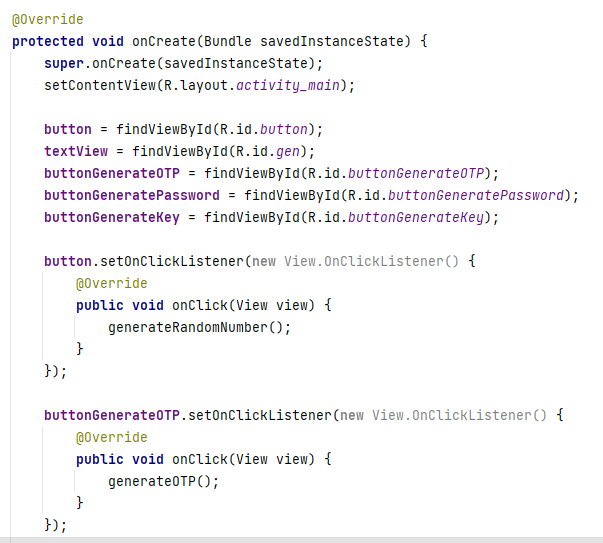 @Override
protected void onCreate(Bundle savedInstanceState) {
super.onCreate(savedInstanceState);
setContentView(R.layout.activity_main);
button = findViewById(R.id.button);
textView = findViewById(R.id.gen);
buttonGenerateOTP = findViewById(R.id.buttonGenerateOTP);
buttonGeneratePassword = findViewById(R.id.buttonGeneratePassword);
buttonGenerateKey = findViewById(R.id.buttonGenerateKey);
button.setOnClickListener(new View.OnClickListener() {
@Override
public void onClick(View view) {
generateRandomNumber();
}
});
buttonGenerateOTP.setOnClickListener(new View.OnClickListener() {
@Override
public void onClick(View view) {
generateOTP();
}
});